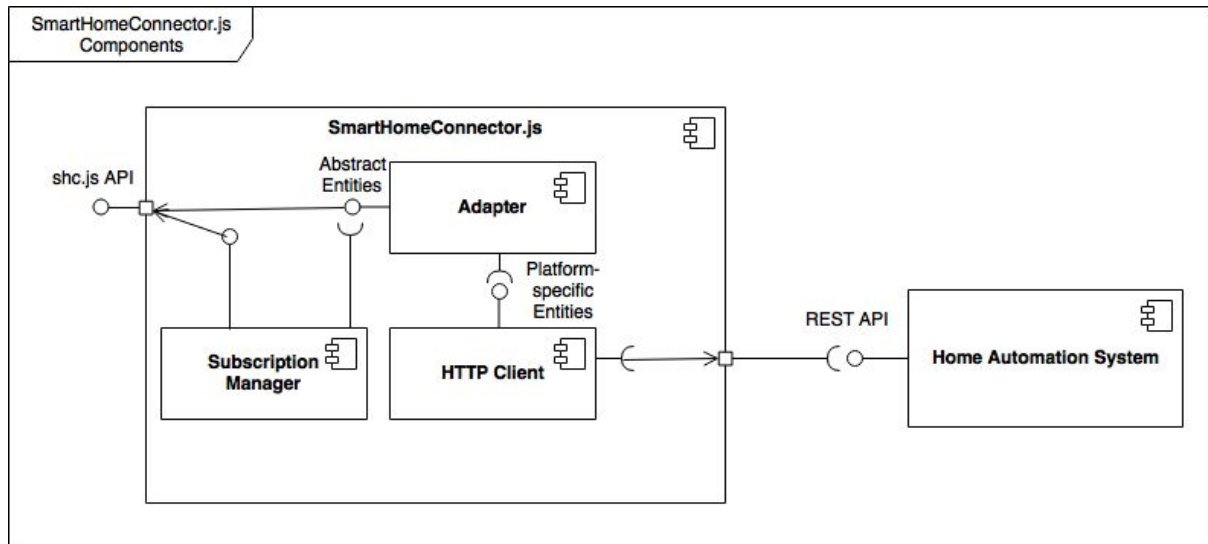 SmartHomeConnector.js
Components
SmartHomeConnector.js
shc.js API
Abstract
Entities
Adapter
Platform-
specific
Entities
REST API
Home Automation System
Subscription
Manager
HTTP Client